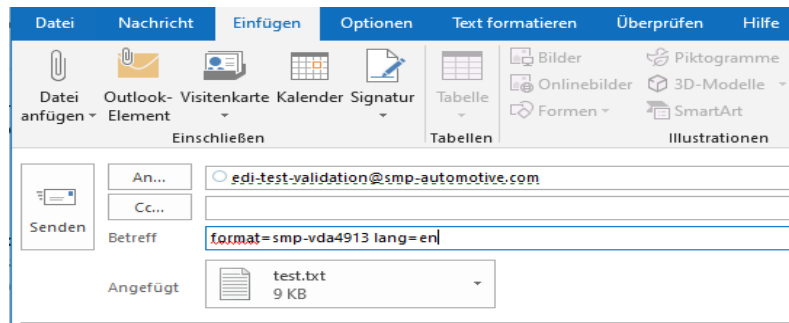 Datei Nachricht Einfügen Optionen Text formatieren Überprüfen Hilfe
Datei anfügen
Outlook-Element
Visitenkarte
Kalender
Signatur
Einschließen
Tabelle
Tabellen
Bilder
Onlinebilder
Formen
Piktogramme
3D-Modelle
SmartArt
Illustrationen
Senden
An...
edi-test-validation@smp-automotive.com
Cc...
Betreff
format=smp-vda4913 lang=en
Angefügt
test.txt
9 KB